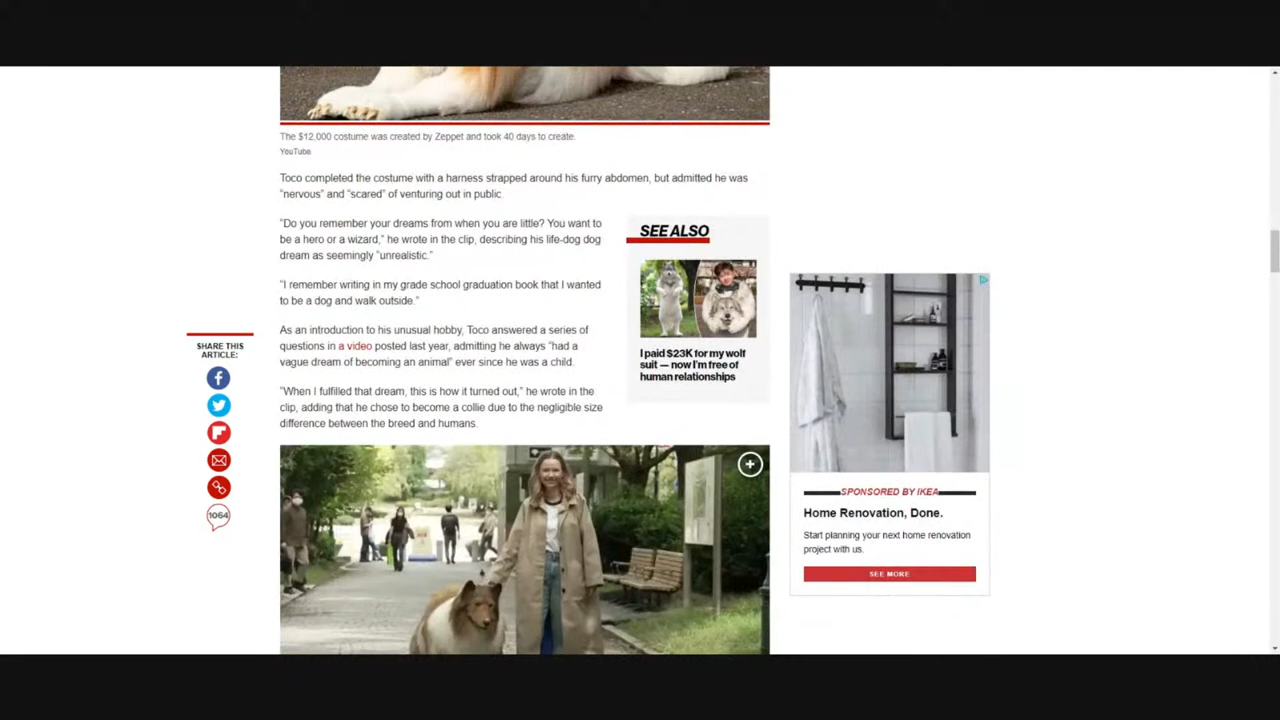 The $12,000 costume was created by Zeppet and took 40 days to create.
YouTube
Toco completed the costume with a harness strapped around his furry abdomen, but admitted he was
“nervous” and “scared” of venturing out in public.
“Do you remember your dreams from when you are little? You want to
be a hero or a wizard,” he wrote in the clip, describing his life-dog dog
dream as seemingly “unrealistic.”
“I remember writing in my grade school graduation book that I wanted
to be a dog and walk outside.”
As an introduction to his unusual hobby, Toco answered a series of
questions in a video posted last year, admitting he always “had a
vague dream of becoming an animal” ever since he was a child.
“When I fulfilled that dream, this is how it turned out,” he wrote in the
clip, adding that he chose to become a collie due to the negligible size
difference between the breed and humans.
SEE ALSO
I paid $23K for my wolf
suit — now I'm free of
human relationships
SHARE THIS
ARTICLE:
1064
SPONSORED BY IKEA
Home Renovation, Done.
Start planning your next home renovation
project with us.
SEE MORE